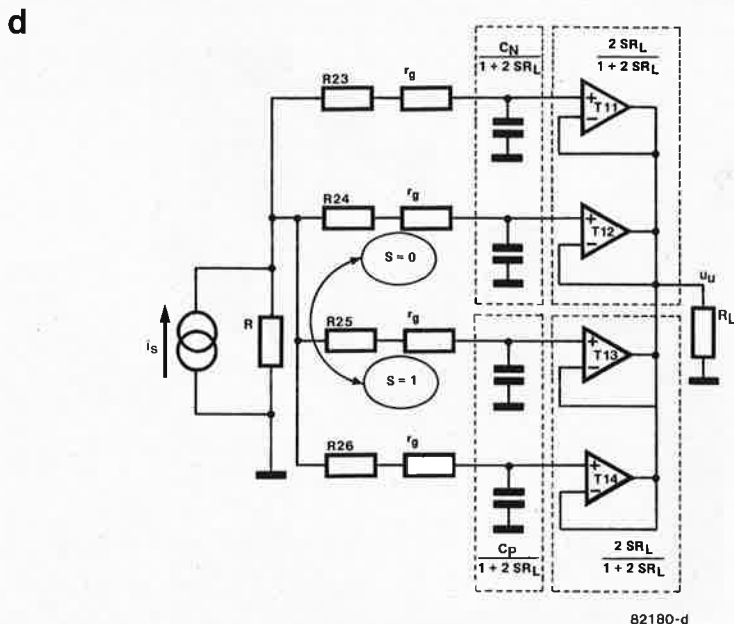 d
C_N
1 + 2 SR_L
2 SR_L
1 + 2 SR_L
R23
r_g
T11
+
−
R24
r_g
T12
+
−
S = 0
i_s
R
u_u
R_L
R25
r_g
T13
+
−
S = 1
R26
r_g
T14
+
−
C_P
1 + 2 SR_L
2 SR_L
1 + 2 SR_L
82180-d